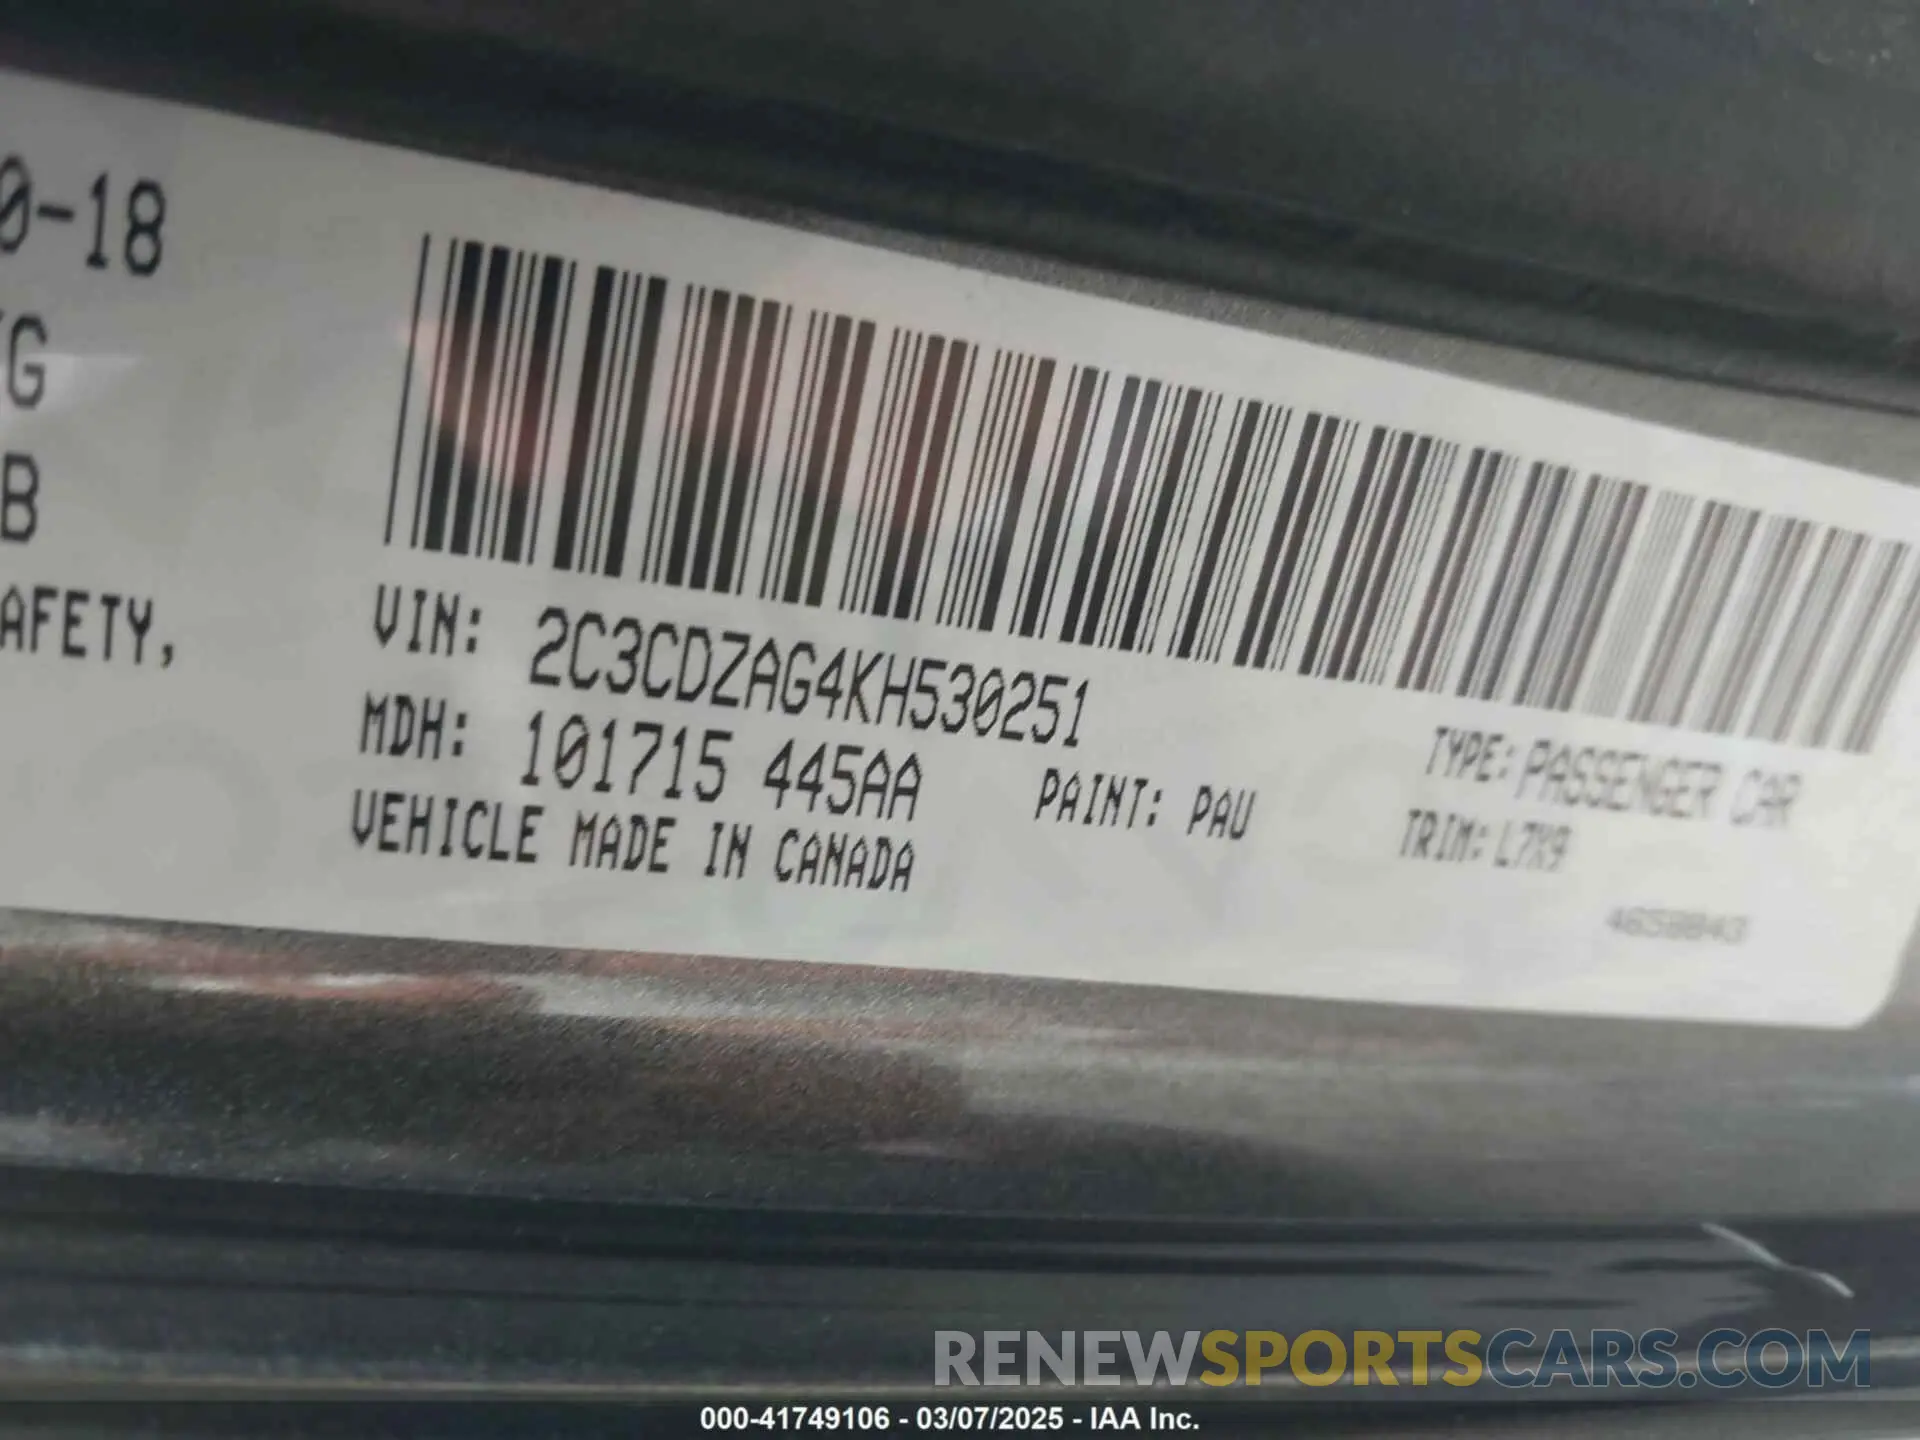 0-18
G
B
AFETY,
VIN: 2C3CDZAG4KH530251
MDH: 101715 445AA PAINT: PAU TYPE: PASSENGER CAR
VEHICLE MADE IN CANADA TRIM: L7X9
RENEWSPORTSCARS.COM
000-41749106 - 03/07/2025 - IAA Inc.